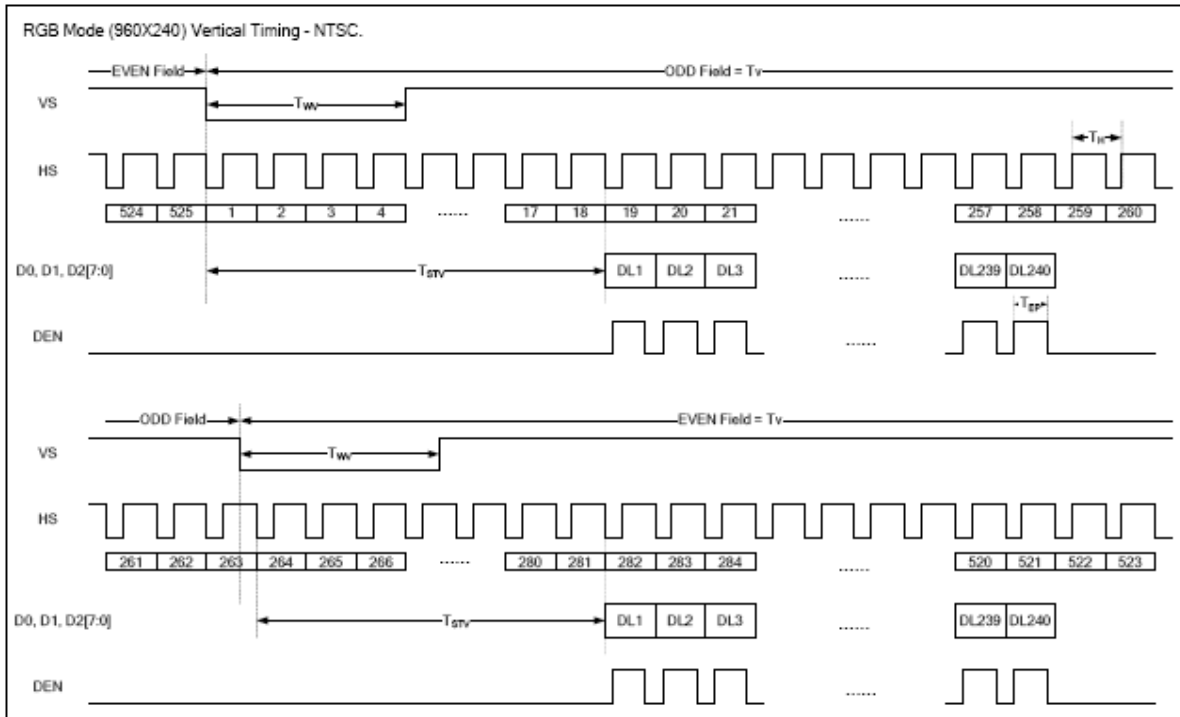 RGB Mode (960X240) Vertical Timing - NTSC.
EVEN Field ODD Field = Tv
VS TWV
HS TH
524 525 1 2 3 4 ...... 17 18 19 20 21 ...... 257 258 259 260
D0, D1, D2[7:0] TSTV DL1 DL2 DL3 ...... DL239 DL240
TEP
DEN ......
ODD Field EVEN Field = Tv
VS TWV
HS
261 262 263 264 265 266 ...... 280 281 282 283 284 ...... 520 521 522 523
D0, D1, D2[7:0] TSTV DL1 DL2 DL3 ...... DL239 DL240
DEN ......